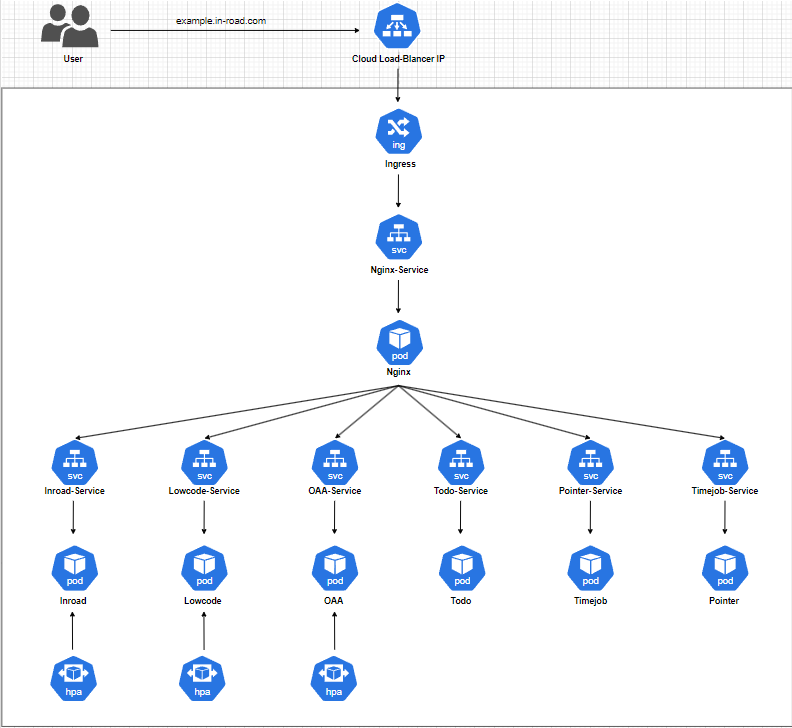 example.in-road.com
User
Cloud Load-Blancer IP
ing
Ingress
svc
Nginx-Service
pod
Nginx
svc svc svc svc svc svc
Inroad-Service Lowcode-Service OAA-Service Todo-Service Pointer-Service Timejob-Service
pod pod pod pod pod pod
Inroad Lowcode OAA Todo Timejob Pointer
hpa hpa hpa